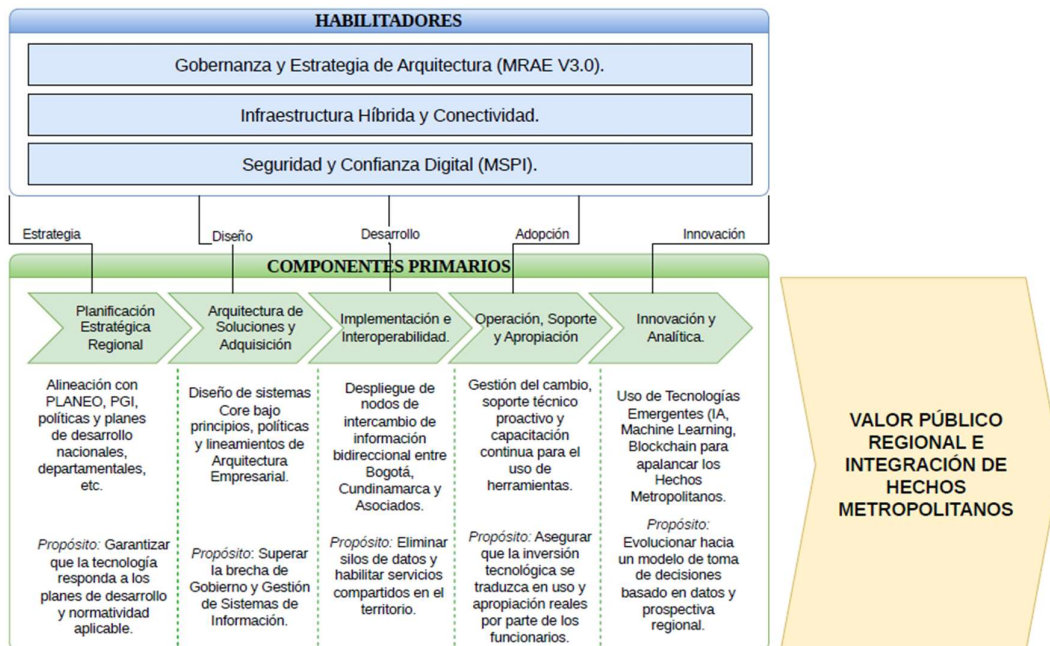 HABILITADORES
Gobernanza y Estrategia de Arquitectura (MRAE V3.0).
Infraestructura Híbrida y Conectividad.
Seguridad y Confianza Digital (MSPI).
Estrategia
Diseño
Desarrollo
Adopción
Innovación
COMPONENTES PRIMARIOS
Planificación
Estratégica
Regional
Arquitectura de
Soluciones y
Adquisición
Implementación e
Interoperabilidad.
Operación, Soporte
y Apropiación
Innovación y
Analítica.
Alineación con
PLANEO, PGI,
políticas y planes
de desarrollo
nacionales,
departamentales,
etc.
Propósito: Garantizar
que la tecnología
responda a los
planes de desarrollo
y normatividad
aplicable.
Diseño de sistemas
Core bajo
principios, políticas
y lineamientos de
Arquitectura
Empresarial.
Propósito: Superar
la brecha de
Gobierno y Gestión
de Sistemas de
Información.
Despliegue de
nodos de
intercambio de
información
bidireccional entre
Bogotá,
Cundinamarca y
Asociados.
Propósito: Eliminar
silos de datos y
habilitar servicios
compartidos en el
territorio.
Gestión del cambio,
soporte técnico
proactivo y
capacitación
continua para el
uso de
herramientas.
Propósito: Asegurar
que la inversión
tecnológica se
traduzca en uso y
apropiación reales
por parte de los
funcionarios.
Uso de Tecnologías
Emergentes (IA,
Machine Learning,
Blockchain para
apalancar los
Hechos
Metropolitanos.
Propósito:
Evolucionar hacia
un modelo de toma
de decisiones
basado en datos y
prospectiva
regional.
VALOR PÚBLICO
REGIONAL E
INTEGRACIÓN DE
HECHOS
METROPOLITANOS